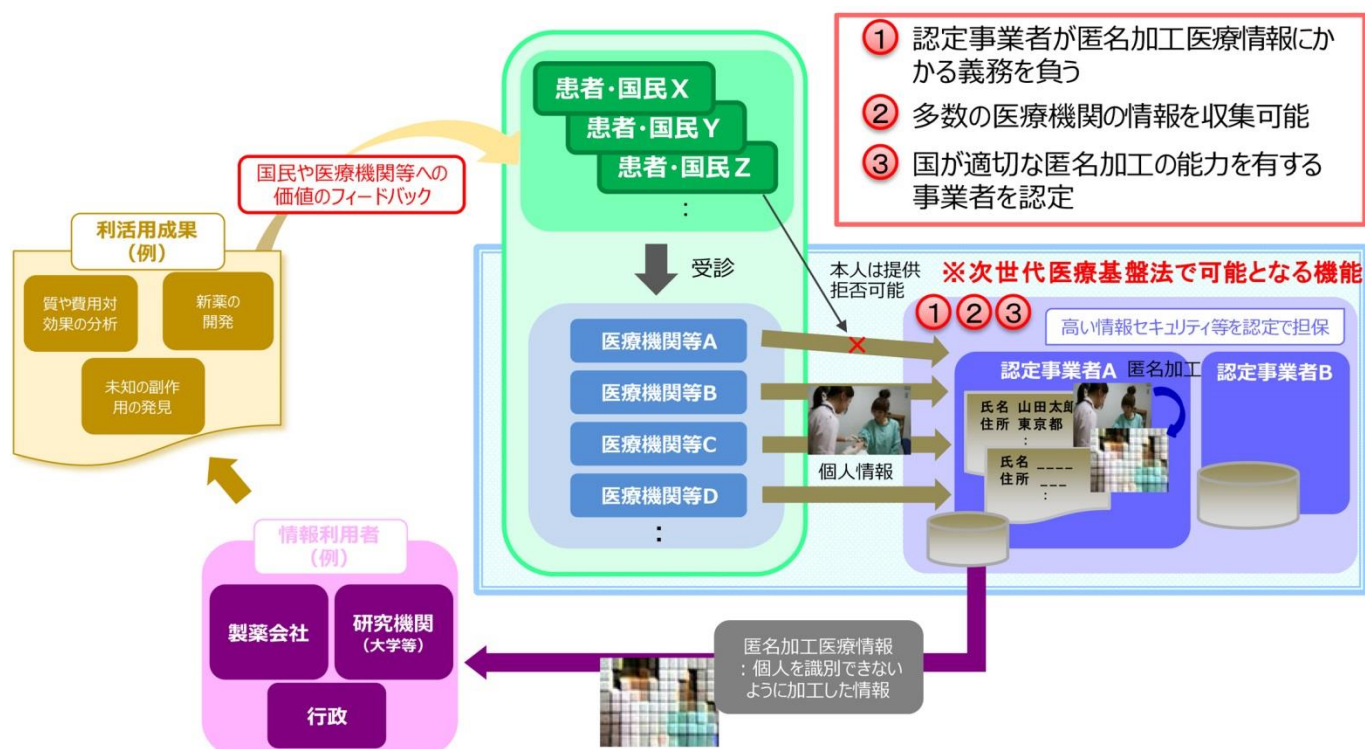 ① 認定事業者が匿名加工医療情報にか
かる義務を負う
② 多数の医療機関の情報を収集可能
③ 国が適切な匿名加工の能力を有する
事業者を認定
患者・国民X
患者・国民Y
患者・国民Z
:
国民や医療機関等への
価値のフィードバック
利活用成果
(例)
質や費用対
効果の分析
新薬の
開発
未知の副作
用の発見
受診
本人は提供
拒否可能
※次世代医療基盤法で可能となる機能
① ② ③
高い情報セキュリティ等を認定で担保
医療機関等A
医療機関等B
医療機関等C
医療機関等D
:
個人情報
認定事業者A
匿名加工
氏名 山田太郎
住所 東京都
:
氏名 ____
住所 ___
:
認定事業者B
情報利用者
(例)
製薬会社
研究機関
(大学等)
行政
匿名加工医療情報
:個人を識別できない
ように加工した情報